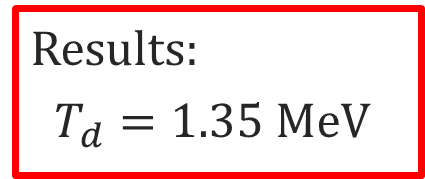 Results:
T_d = 1.35 MeV